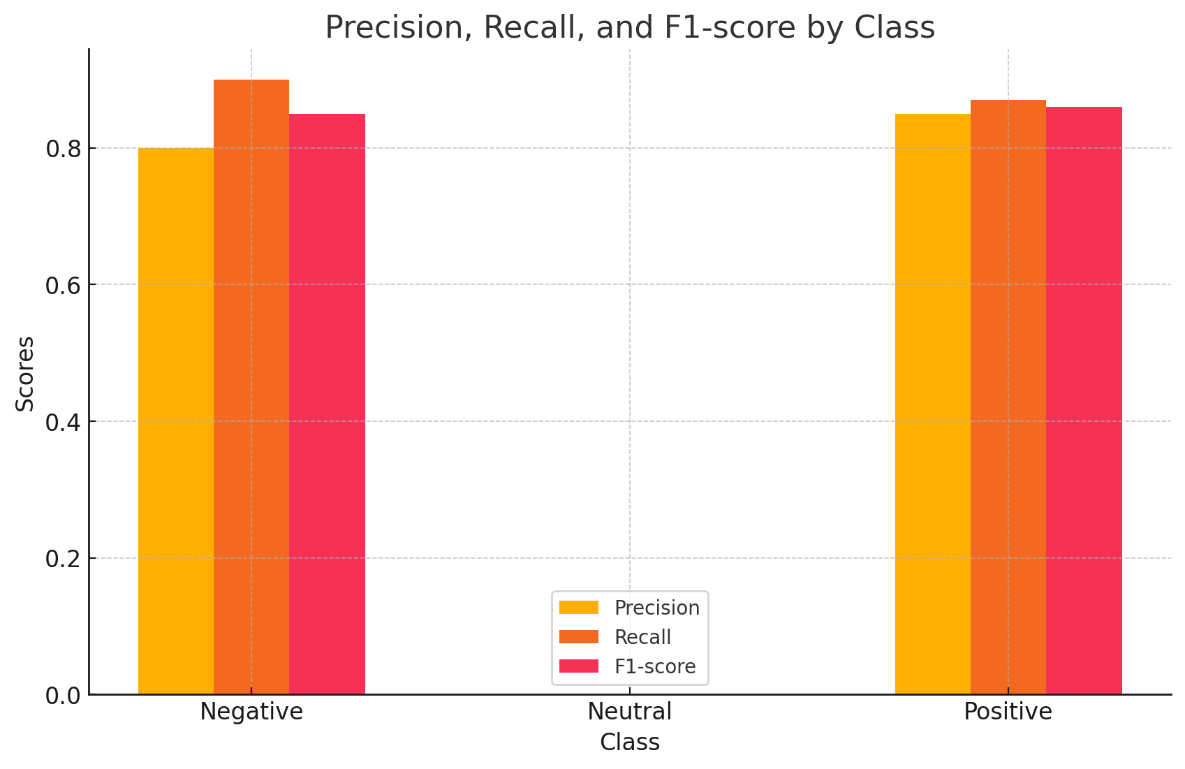 Precision, Recall, and F1-score by Class
Scores
0.8
0.6
0.4
0.2
0.0
Precision
Recall
F1-score
Negative
Neutral
Positive
Class